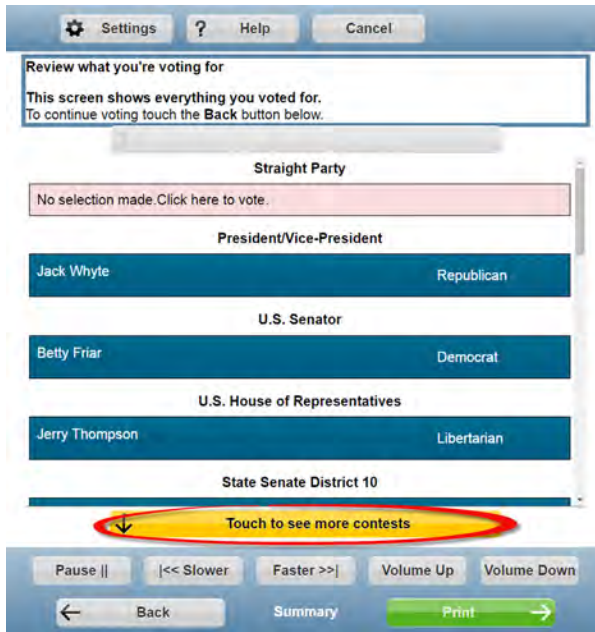 Settings ? Help Cancel
Review what you're voting for
This screen shows everything you voted for.
To continue voting touch the Back button below.
Straight Party
No selection made.Click here to vote.
President/Vice-President
Jack Whyte Republican
U.S. Senator
Betty Friar Democrat
U.S. House of Representatives
Jerry Thompson Libertarian
State Senate District 10
Touch to see more contests
Pause || |<< Slower Faster >>| Volume Up Volume Down
Back Summary Print